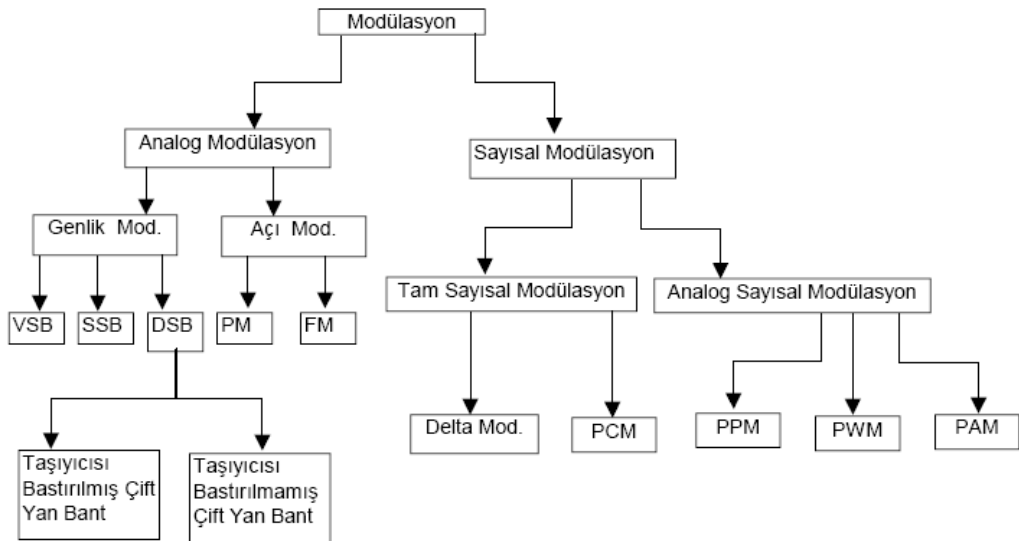 Modülasyon
Analog Modülasyon
Sayısal Modülasyon
Genlik Mod.
Açı Mod.
Tam Sayısal Modülasyon
Analog Sayısal Modülasyon
VSB
SSB
DSB
PM
FM
Delta Mod.
PCM
PPM
PWM
PAM
Taşıyıcısı
Bastırılmış Çift
Yan Bant
Taşıyıcısı
Bastırılmamış
Çift Yan Bant